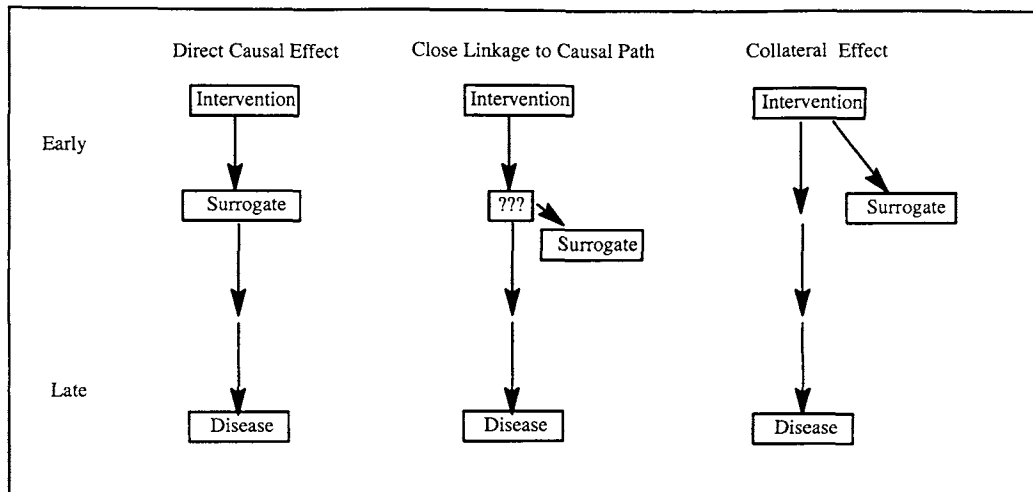 Direct Causal Effect
Close Linkage to Causal Path
Collateral Effect
Intervention
Intervention
Intervention
Early
Surrogate
???
Surrogate
Surrogate
Late
Disease
Disease
Disease